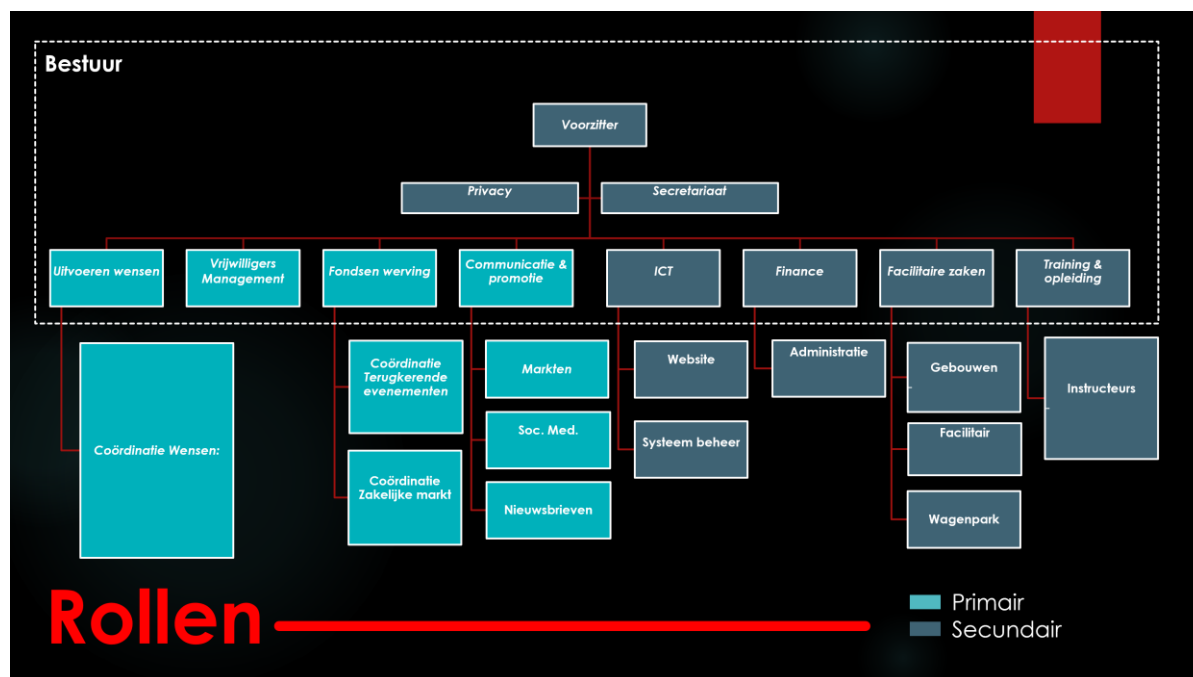 Bestuur
Voorzitter
Privacy
Secretariaat
Uitvoeren wensen
Vrijwilligers
Management
Fondsen werving
Communicatie &
promotie
ICT
Finance
Facilitaire zaken
Training &
opleiding
Coördinatie Wensen:
Coördinatie
Terugkerende
evenementen
Coördinatie
Zakelijke markt
Markten
Soc. Med.
Nieuwsbrieven
Website
Systeem beheer
Administratie
Gebouwen
Facilitair
Wagenpark
Instructeurs
Rollen
Primair
Secundair